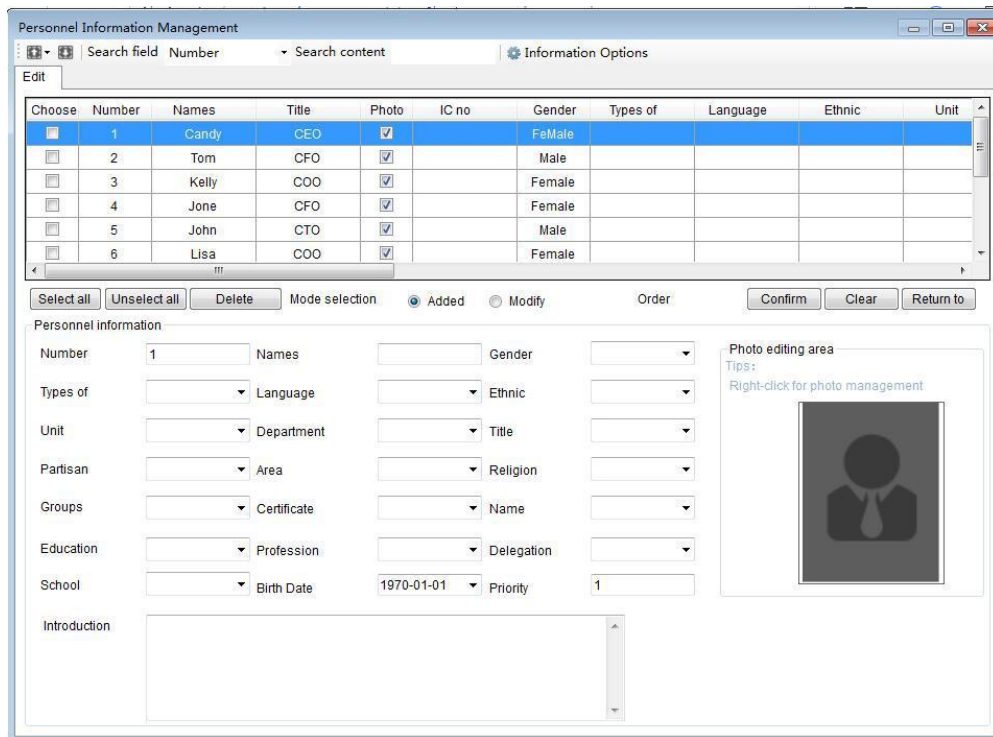 Personnel Information Management
Search field Number Search content Information Options
Edit
Choose Number Names Title Photo IC no Gender Types of Language Ethnic Unit
1 Candy CEO FeMale
2 Tom CFO Male
3 Kelly COO Female
4 Jone CFO Female
5 John CTO Male
6 Lisa COO Female
Select all Unselect all Delete Mode selection Added Modify Order Confirm Clear Return to
Personnel information
Number 1 Names Gender
Types of Language Ethnic
Unit Department Title
Partisan Area Religion
Groups Certificate Name
Education Profession Delegation
School Birth Date 1970-01-01 Priority 1
Introduction
Photo editing area
Tips:
Right-click for photo management